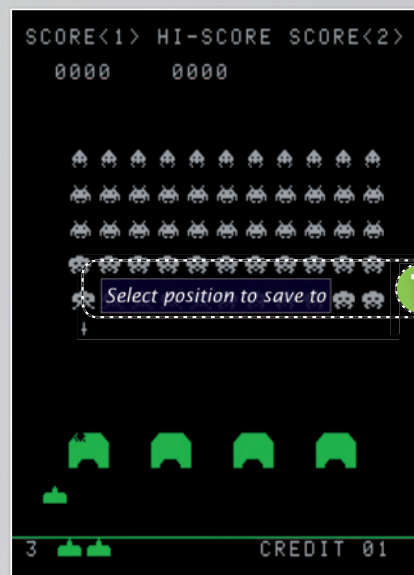 SCORE<1> HI-SCORE SCORE<2>
0000 0000
Select position to save to
3 CREDIT 01